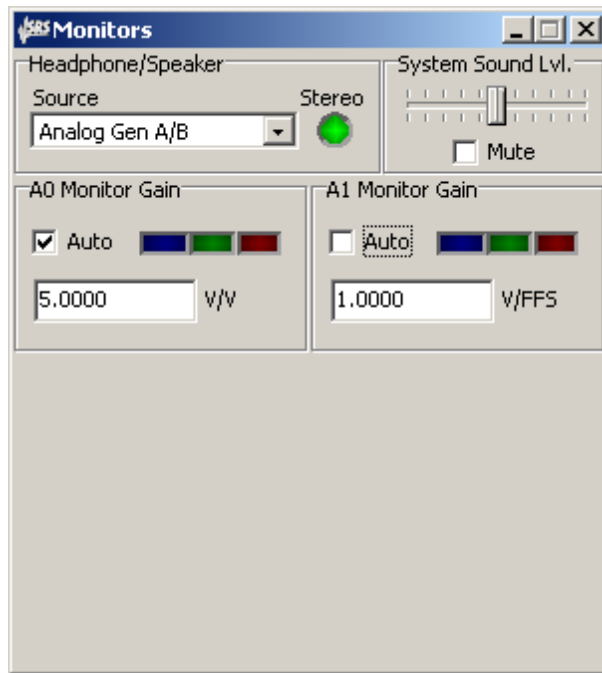 SRS Monitors
Headphone/Speaker
System Sound Lvl.
Source
Stereo
Analog Gen A/B
Mute
A0 Monitor Gain
A1 Monitor Gain
Auto
Auto
5.0000 V/V
1.0000 V/FFS